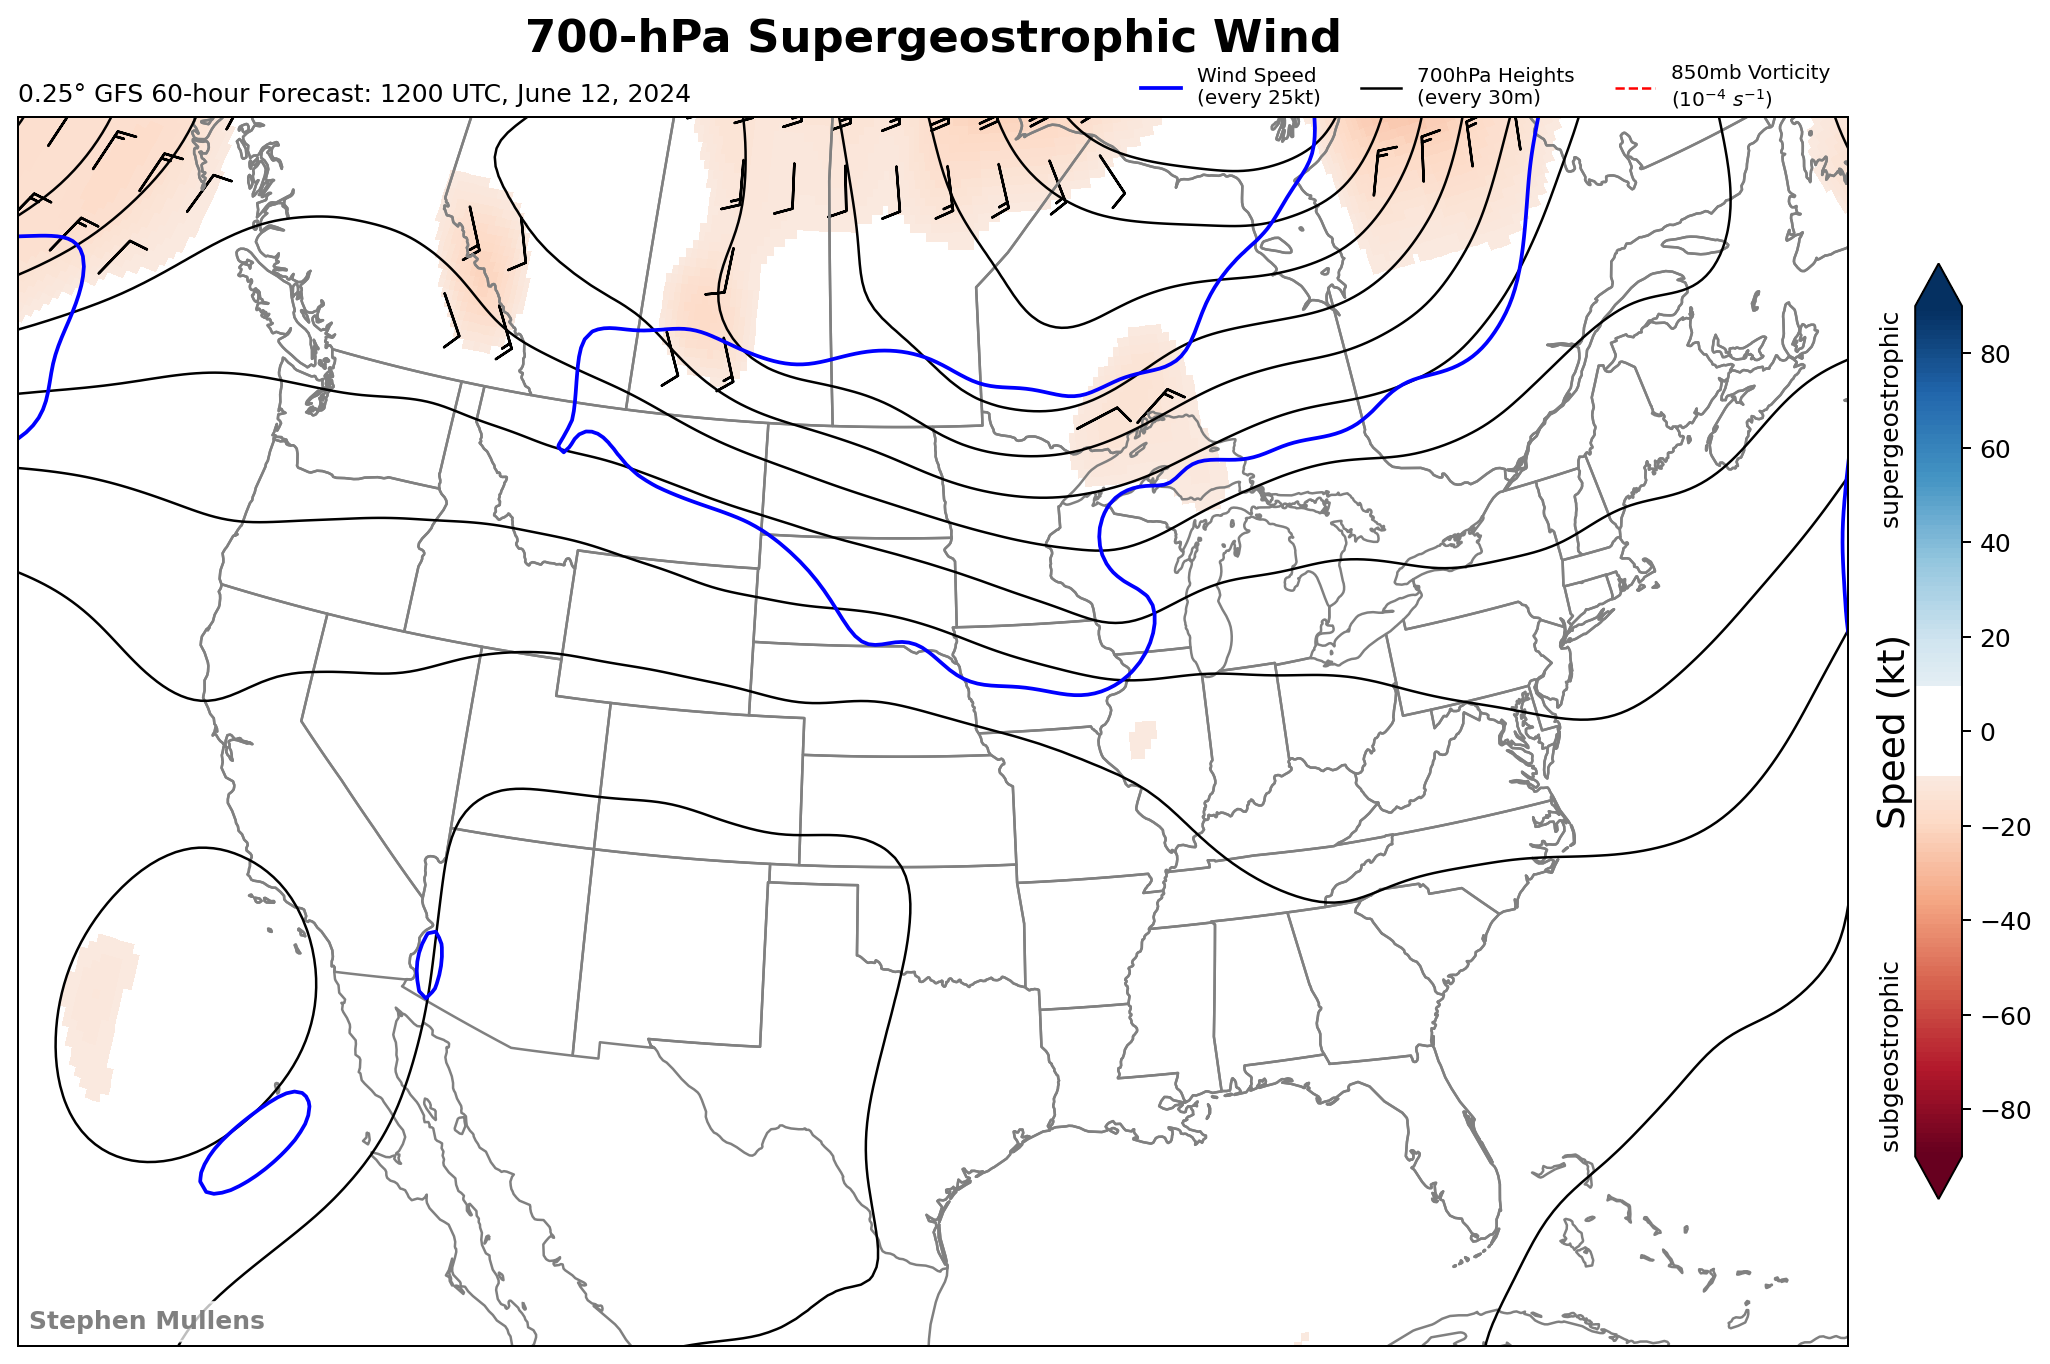 700-hPa Supergeostrophic Wind
0.25° GFS 60-hour Forecast: 1200 UTC, June 12, 2024
Wind Speed
(every 25kt)
700hPa Heights
(every 30m)
850mb Vorticity
(10⁻⁴ s⁻¹)
supergeostrophic
Speed (kt)
subgeostrophic
80
60
40
20
0
−20
−40
−60
−80
Stephen Mullens